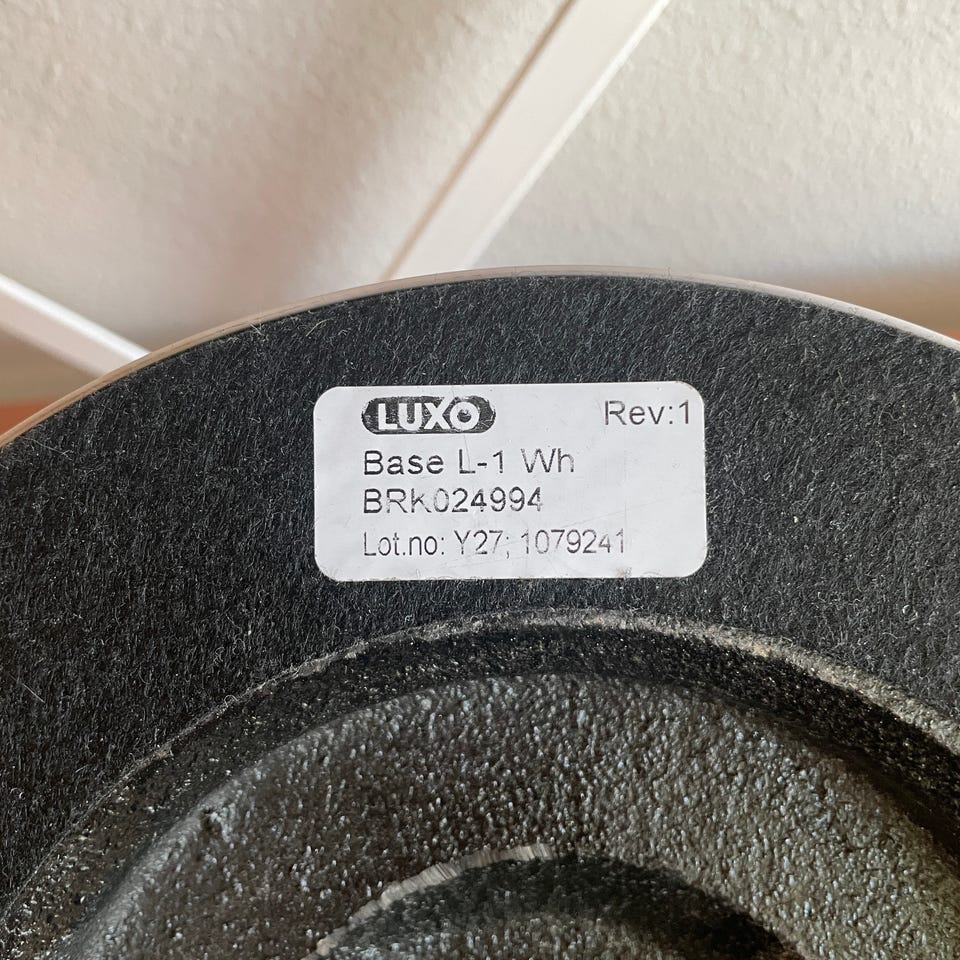 LUXO Rev:1
Base L-1 Wh
BRK024994
Lot.no: Y27; 1079241